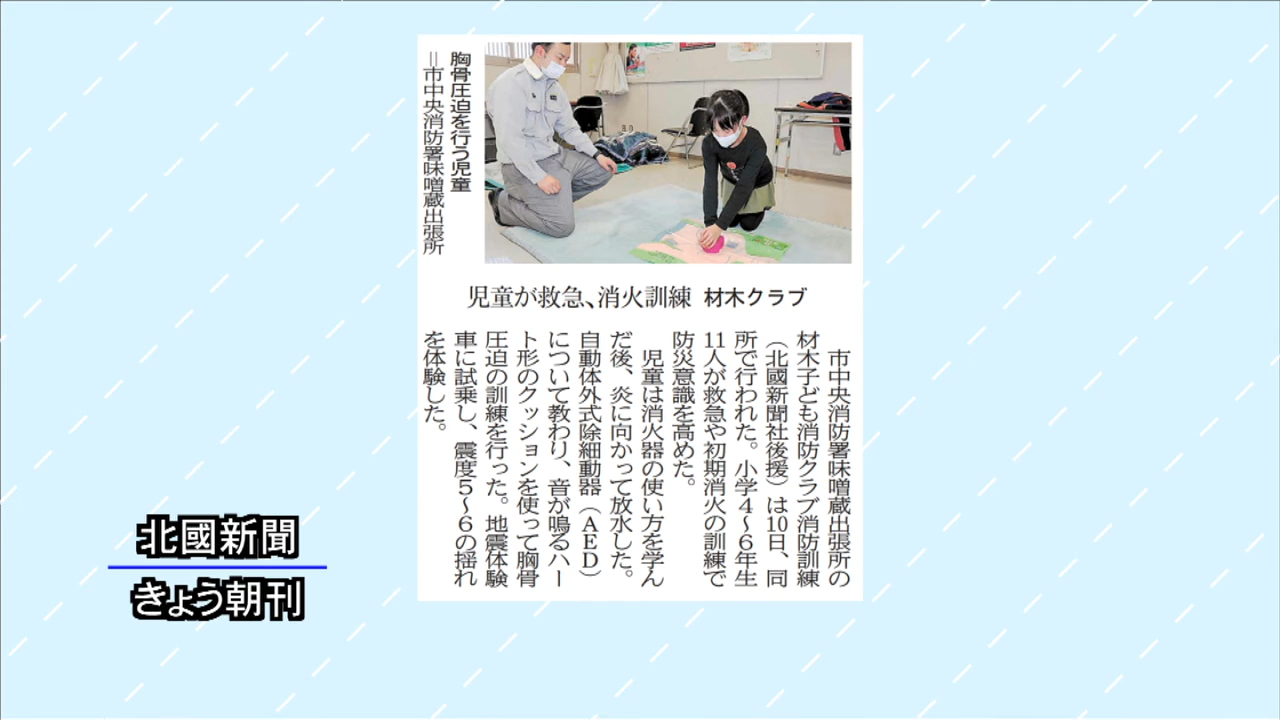 胸骨圧迫を行う児童
＝市中央消防署味噌蔵出張所
児童が救急、消火訓練 材木クラブ
市中央消防署味噌蔵出張所の
材木子ども消防クラブ消防訓練
（北國新聞社後援）は10日、同
所で行われた。小学４～６年生
11人が救急や初期消火の訓練で
防災意識を高めた。
児童は消火器の使い方を学ん
だ後、炎に向かって放水した。
自動体外式除細動器（ＡＥＤ）
について教わり、音が鳴るハー
ト形のクッションを使って胸骨
圧迫の訓練を行った。地震体験
車に試乗し、震度５～６の揺れ
を体験した。
北國新聞
きょう朝刊